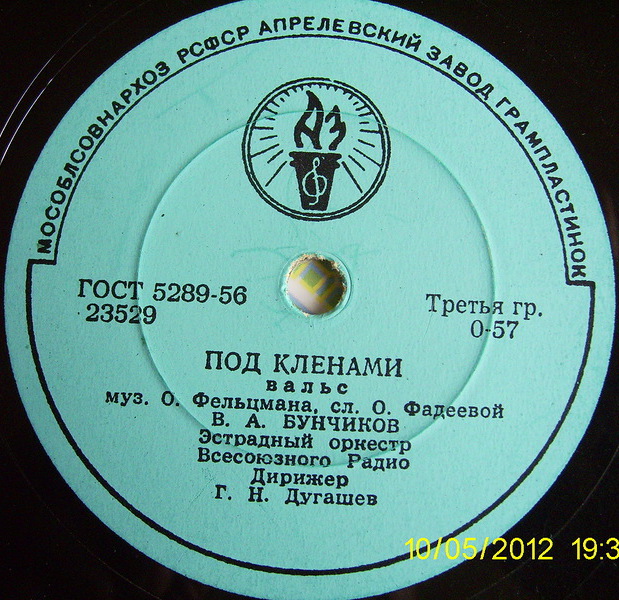 МОСОБЛСОВНАРХОЗ РСФСР АПРЕЛЕВСКИЙ ЗАВОД ГРАМПЛАСТИНОК
АЗ
ГОСТ 5289-56
23529
Третья гр.
0-57
ПОД КЛЕНАМИ
вальс
муз. О. Фельцмана, сл. О. Фадеевой
В. А. БУНЧИКОВ
Эстрадный оркестр
Всесоюзного Радио
Дирижер
Г. Н. Дугашев
10/05/2012 19:3